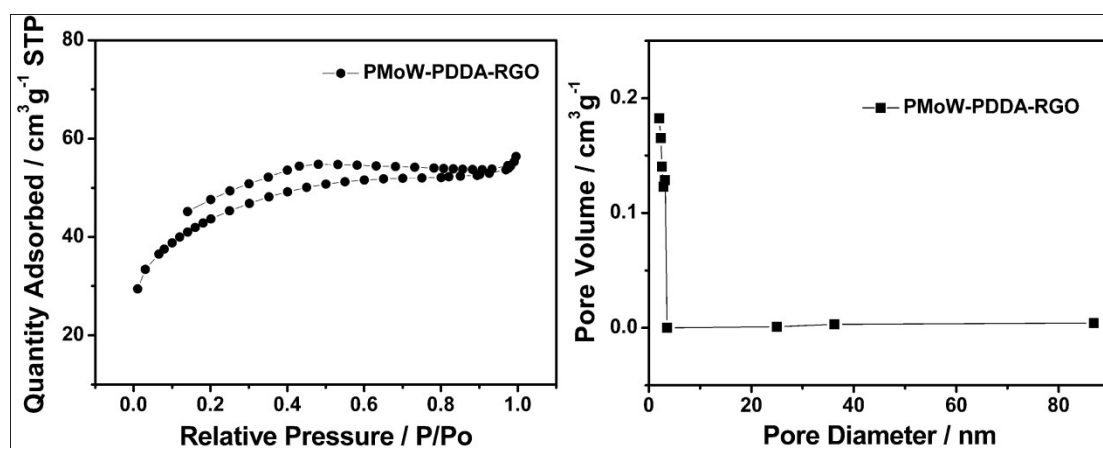 80
60
40
20
0.0 0.2 0.4 0.6 0.8 1.0
Quantity Adsorbed / cm³g⁻¹ STP
Relative Pressure / P/Po
PMoW-PDDA-RGO
0.2
0.1
0.0
0 20 40 60 80
Pore Volume / cm³g⁻¹
Pore Diameter / nm
PMoW-PDDA-RGO